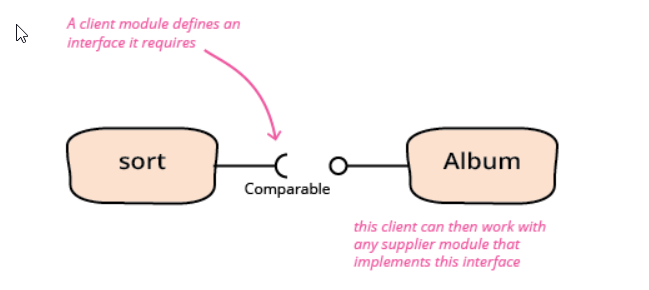 A client module defines an
interface it requires
sort
Comparable
Album
this client can then work with
any supplier module that
implements this interface